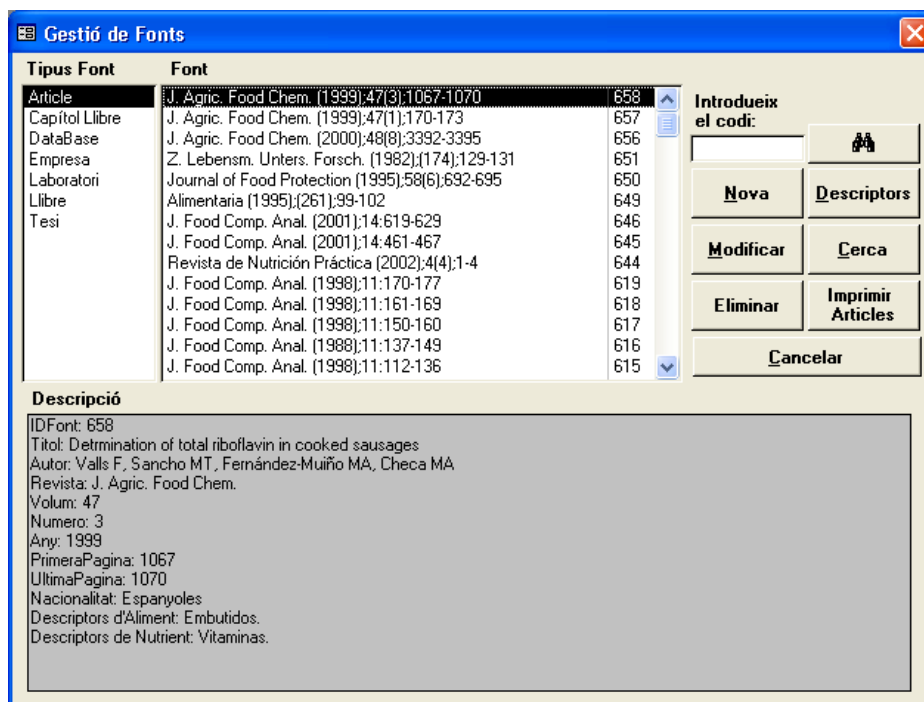 Gestió de Fonts
Tipus Font
Font
Article
Capítol Llibre
DataBase
Empresa
Laboratori
Llibre
Tesi
J. Agric. Food Chem. (1999);47(3);1067-1070 658
J. Agric. Food Chem. (1999);47(1);170-173 657
J. Agric. Food Chem. (2000);48(8);3392-3395 656
Z. Lebensm. Unters. Forsch. (1982);(174);129-131 651
Journal of Food Protection (1995);58(6);692-695 650
Alimentaria (1995);(261);99-102 649
J. Food Comp. Anal. (2001);14:619-629 646
J. Food Comp. Anal. (2001);14:461-467 645
Revista de Nutrición Práctica (2002);4(4);1-4 644
J. Food Comp. Anal. (1998);11:170-177 619
J. Food Comp. Anal. (1998);11:161-169 618
J. Food Comp. Anal. (1998);11:150-160 617
J. Food Comp. Anal. (1988);11:137-149 616
J. Food Comp. Anal. (1998);11:112-136 615
Introdueix
el codi:
Nova
Descriptors
Modificar
Cerca
Eliminar
Imprimir
Articles
Cancelar
Descripció
IDFont: 658
Titol: Detrmination of total riboflavin in cooked sausages
Autor: Valls F, Sancho MT, Fernández-Muiño MA, Checa MA
Revista: J. Agric. Food Chem.
Volum: 47
Numero: 3
Any: 1999
PrimeraPagina: 1067
UltimaPagina: 1070
Nacionalitat: Espanyoles
Descriptors d'Aliment: Embutidos.
Descriptors de Nutrient: Vitaminas.